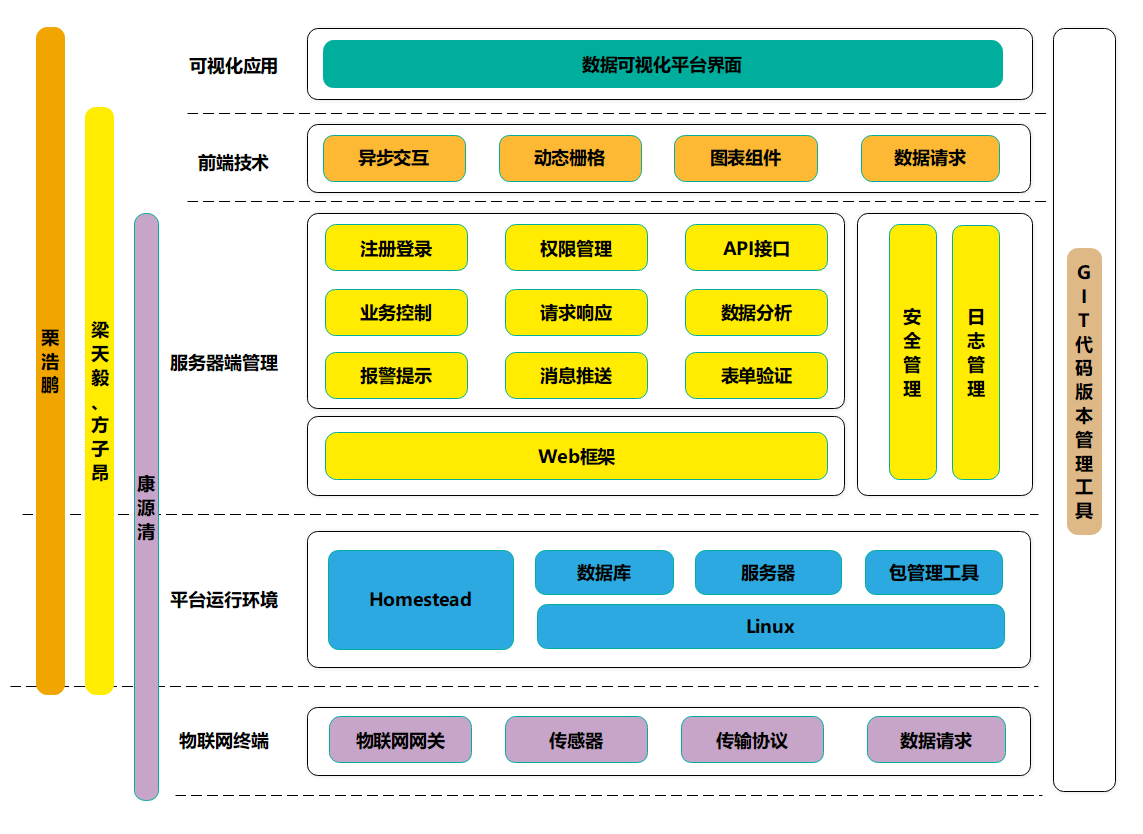 可视化应用
数据可视化平台界面
前端技术
异步交互
动态栅格
图表组件
数据请求
服务器端管理
注册登录
权限管理
API接口
业务控制
请求响应
数据分析
报警提示
消息推送
表单验证
Web框架
安全管理
日志管理
平台运行环境
Homestead
数据库
服务器
包管理工具
Linux
物联网终端
物联网网关
传感器
传输协议
数据请求
栗浩鹏
梁天毅、方子昂
康源清
GIT代码版本管理工具